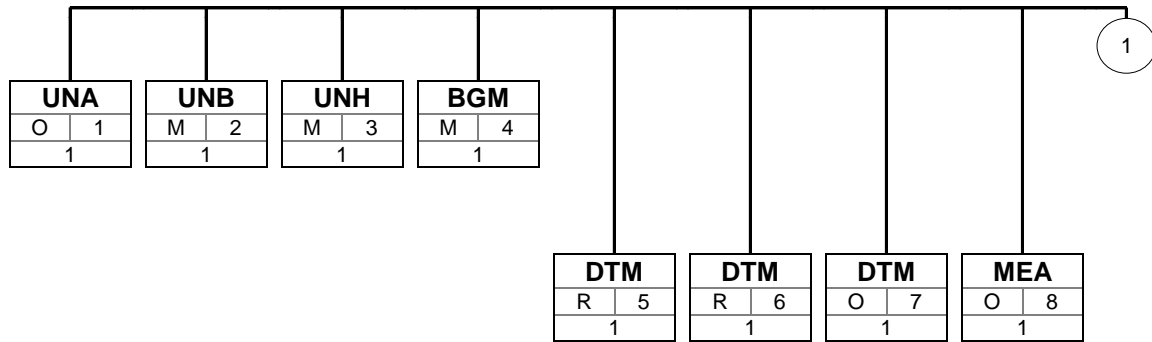 1
UNA UNB UNH BGM
O 1 M 2 M 3 M 4
1 1 1 1
DTM DTM DTM MEA
R 5 R 6 O 7 O 8
1 1 1 1